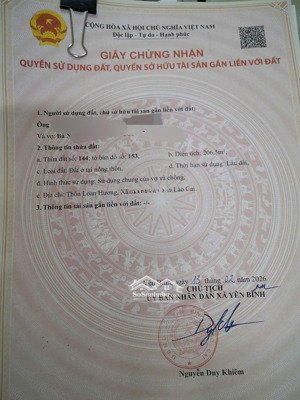 CỘNG HÒA XÃ HỘI CHỦ NGHĨA VIỆT NAM
Độc lập - Tự do - Hạnh phúc
GIẤY CHỨNG NHẬN
QUYỀN SỬ DỤNG ĐẤT, QUYỀN SỞ HỮU TÀI SẢN GẮN LIỀN VỚI ĐẤT
1. Người sử dụng đất, chủ sở hữu tài sản gắn liền với đất:
Ông
Và vợ: Bà N
2. Thông tin thửa đất:
a. Thửa đất số: 144; tờ bản đồ số: 153, b. Diện tích: 206,5m²,
c. Loại đất: Đất ở tại nông thôn, d. Thời hạn sử dụng: Lâu dài,
đ. Hình thức sử dụng: Sử dụng chung của vợ và chồng,
e. Địa chỉ: Thôn Loan Hương, Xã Lào Cai
3. Thông tin tài sản gắn liền với đất: -/-
ngày 13 tháng 02 năm 2026
CHỦ TỊCH
ỦY BAN NHÂN DÂN XÃ YÊN BÌNH
Nguyễn Duy Khiêm